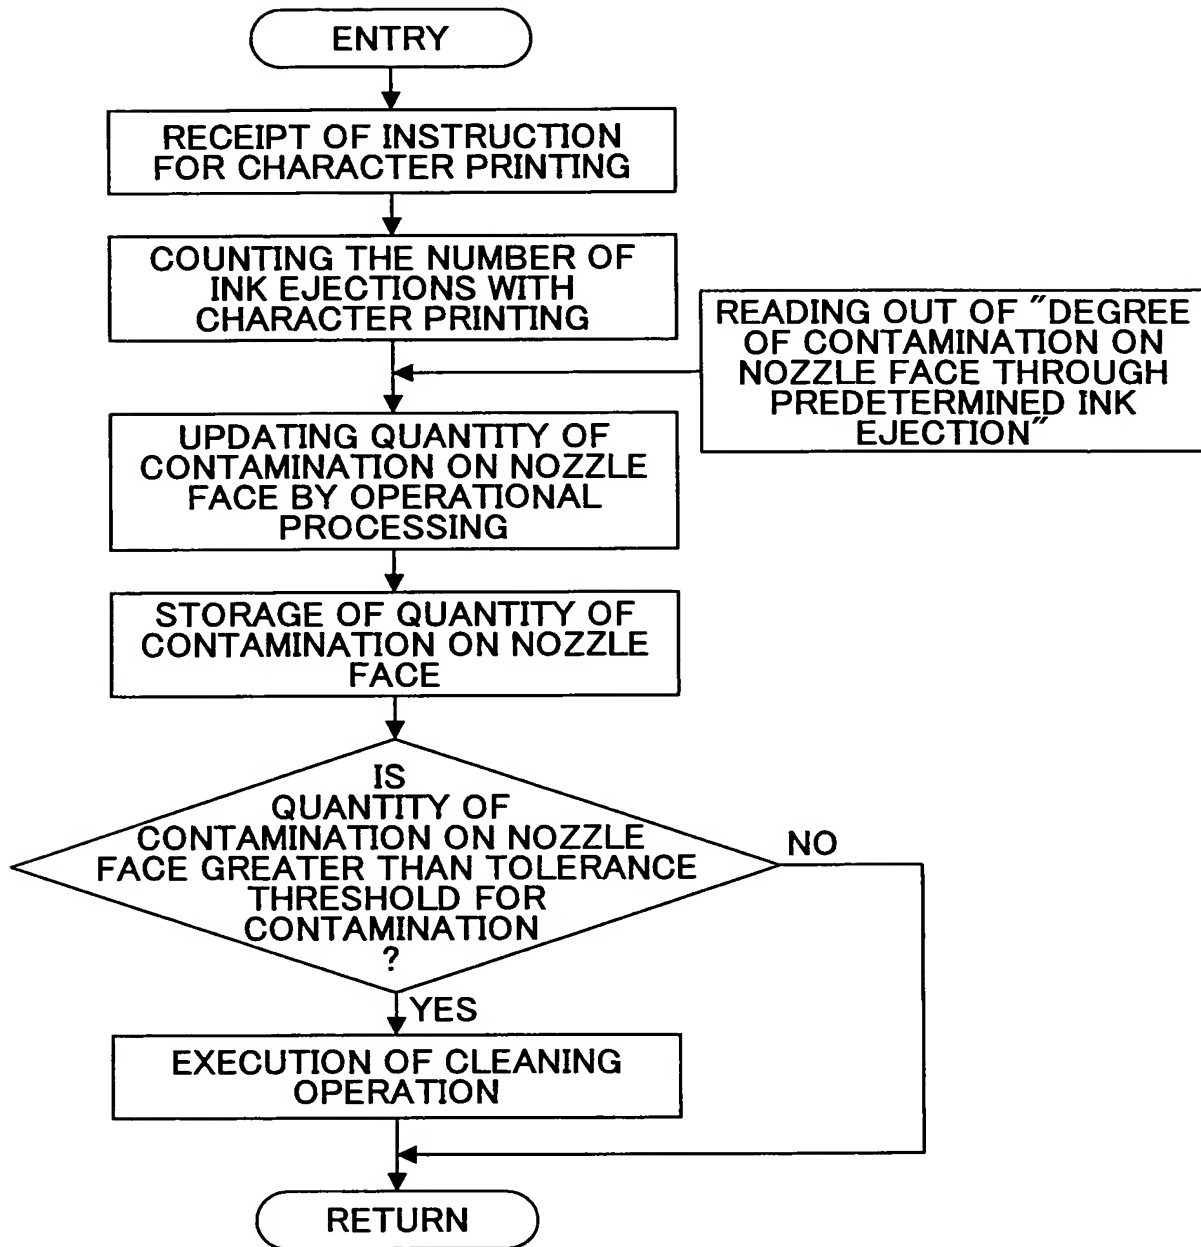 ENTRY
RECEIPT OF INSTRUCTION
FOR CHARACTER PRINTING
COUNTING THE NUMBER OF
INK EJECTIONS WITH
CHARACTER PRINTING
READING OUT OF "DEGREE
OF CONTAMINATION ON
NOZZLE FACE THROUGH
PREDETERMINED INK
EJECTION"
UPDATING QUANTITY OF
CONTAMINATION ON NOZZLE
FACE BY OPERATIONAL
PROCESSING
STORAGE OF QUANTITY OF
CONTAMINATION ON NOZZLE
FACE
IS
QUANTITY OF
CONTAMINATION ON NOZZLE
FACE GREATER THAN TOLERANCE
THRESHOLD FOR
CONTAMINATION
?
NO
YES
EXECUTION OF CLEANING
OPERATION
RETURN